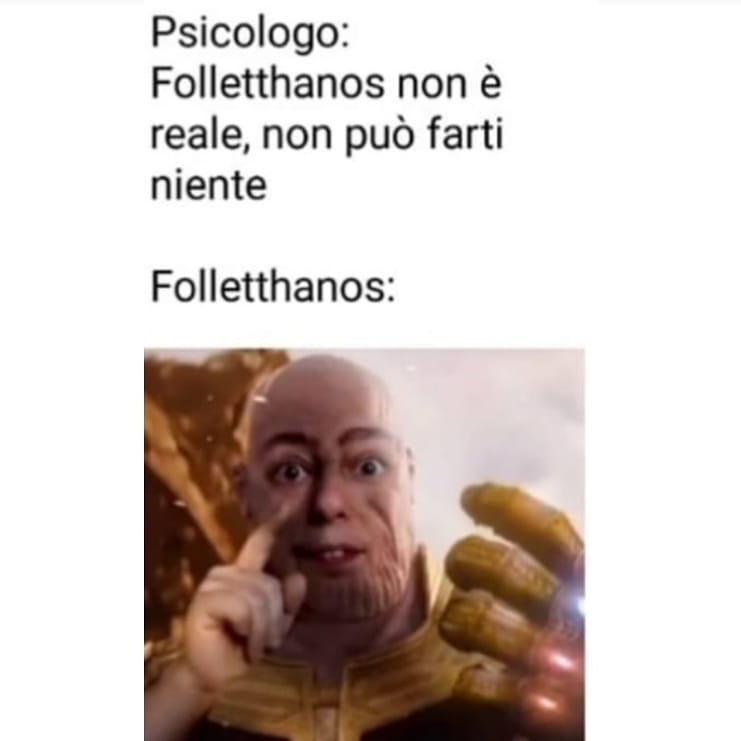 Psicologo:
Folletthanos non è
reale, non può farti
niente
Folletthanos: